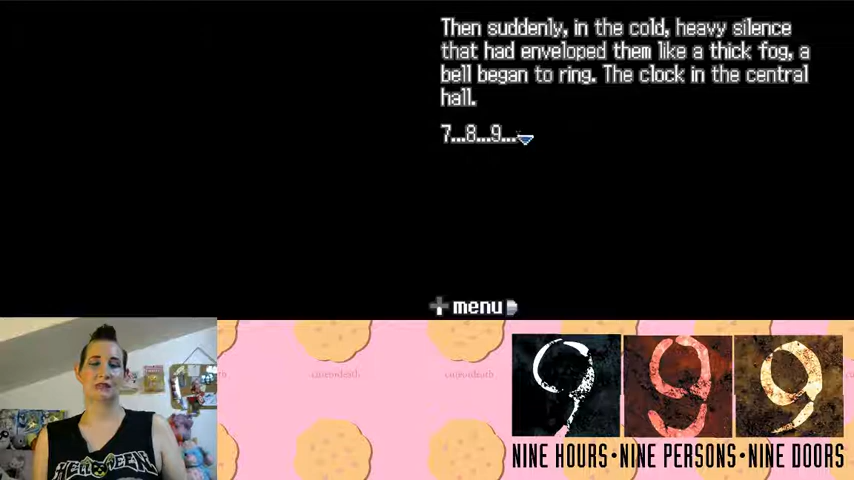 Then suddenly, in the cold, heavy silence
that had enveloped them like a thick fog, a
bell began to ring. The clock in the central
hall.
7...8...9...
menu
HELLOWEEN
999
NINE HOURS•NINE PERSONS•NINE DOORS